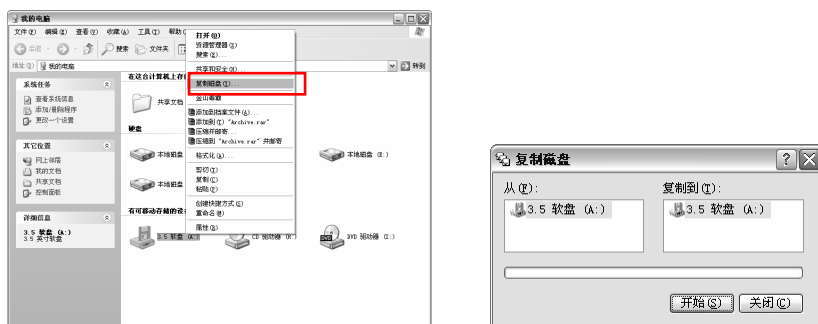 我的电脑
文件(F) 编辑(E) 查看(V) 收藏(A) 工具(T) 帮助(
后退 搜索 文件夹
地址(D) 我的电脑 转到
系统任务
查看系统信息
添加/删除程序
更改一个设置
其它位置
网上邻居
我的文档
共享文档
控制面板
详细信息
3.5 软盘 (A:)
3.5 英寸软盘
在这台计算机上存
共享文档
硬盘
本地磁盘
本地磁盘 (E:)
本地磁盘
有可移动存储的设
3.5 软盘 (A:)
CD 驱动器 (H:)
DVD 驱动器 (I:)
打开(O)
资源管理器(X)
搜索(E)...
共享和安全(H)...
复制磁盘(I)...
金山毒霸
添加到档案文件(A)...
添加到(T) "Archive.rar"
压缩并邮寄...
压缩到 "Archive.rar" 并邮寄
格式化(A)...
剪切(T)
复制(C)
粘贴(P)
创建快捷方式(S)
重命名(M)
属性(R)
复制磁盘
从(F):
3.5 软盘 (A:)
复制到(T):
3.5 软盘 (A:)
开始(S)
关闭(C)